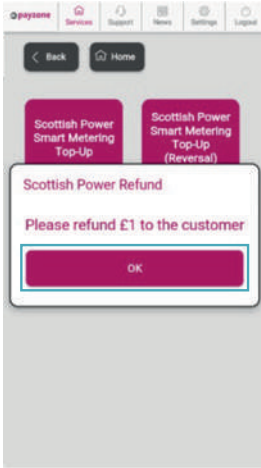 payzone
Services Support News Settings Logout
Back Home
Scottish Power
Smart Metering
Top-Up
Scottish Power
Smart Metering
Top-Up
(Reversal)
Scottish Power Refund
Please refund £1 to the customer
OK